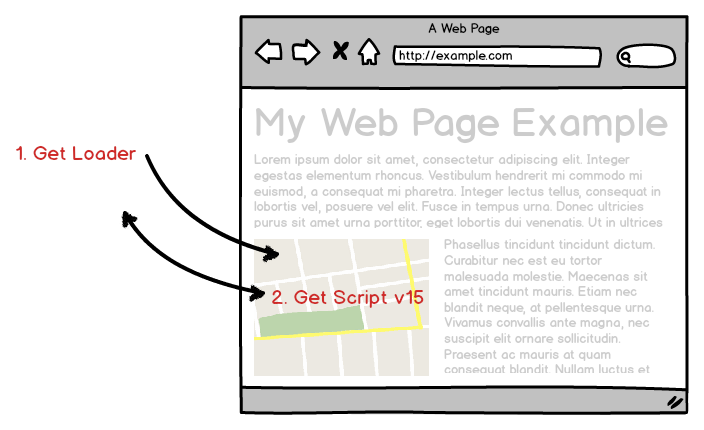 A Web Page
http://example.com
My Web Page Example
1. Get Loader
Lorem ipsum dolor sit amet, consectetur adipiscing elit. Integer
egestas elementum rhoncus. Vestibulum hendrerit mi commodo mi
euismod, a consequat mi pharetra. Integer lectus tellus, consequat in
lobortis vel, posuere vel elit. Fusce in tempus urna. Donec ultricies
purus sit amet urna porttitor, eget lobortis dui venenatis. Ut in ultrices
2. Get Script v15
Phasellus tincidunt tincidunt dictum.
Curabitur nec est eu tortor
malesuada molestie. Maecenas sit
amet tincidunt mauris. Etiam nec
blandit neque, at pellentesque urna.
Vivamus convallis ante magna, nec
suscipit elit ornare sollicitudin.
Praesent ac mauris at quam
consequat blandit. Nullam luctus et